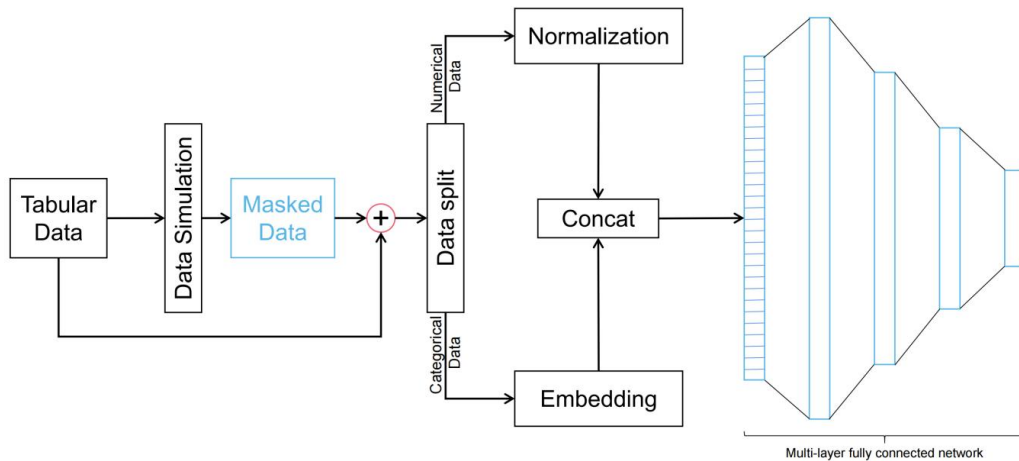 Tabular
Data
Data Simulation
Masked
Data
+
Data split
Numerical
Data
Categorical
Data
Normalization
Embedding
Concat
Multi-layer fully connected network